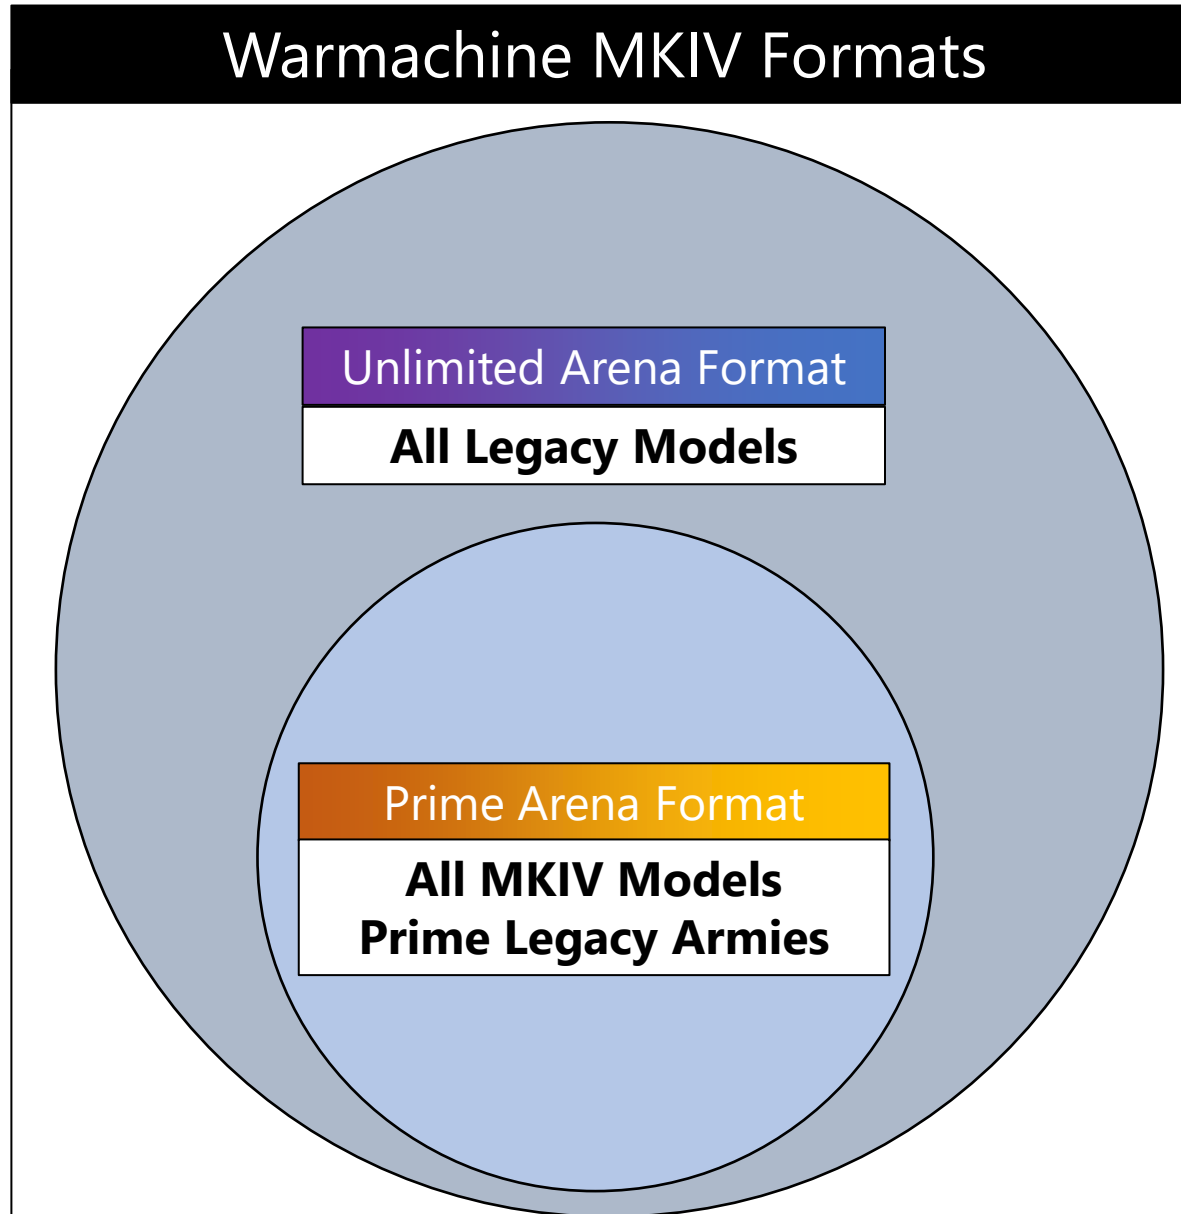 Warmachine MKIV Formats
Unlimited Arena Format
All Legacy Models
Prime Arena Format
All MKIV Models
Prime Legacy Armies